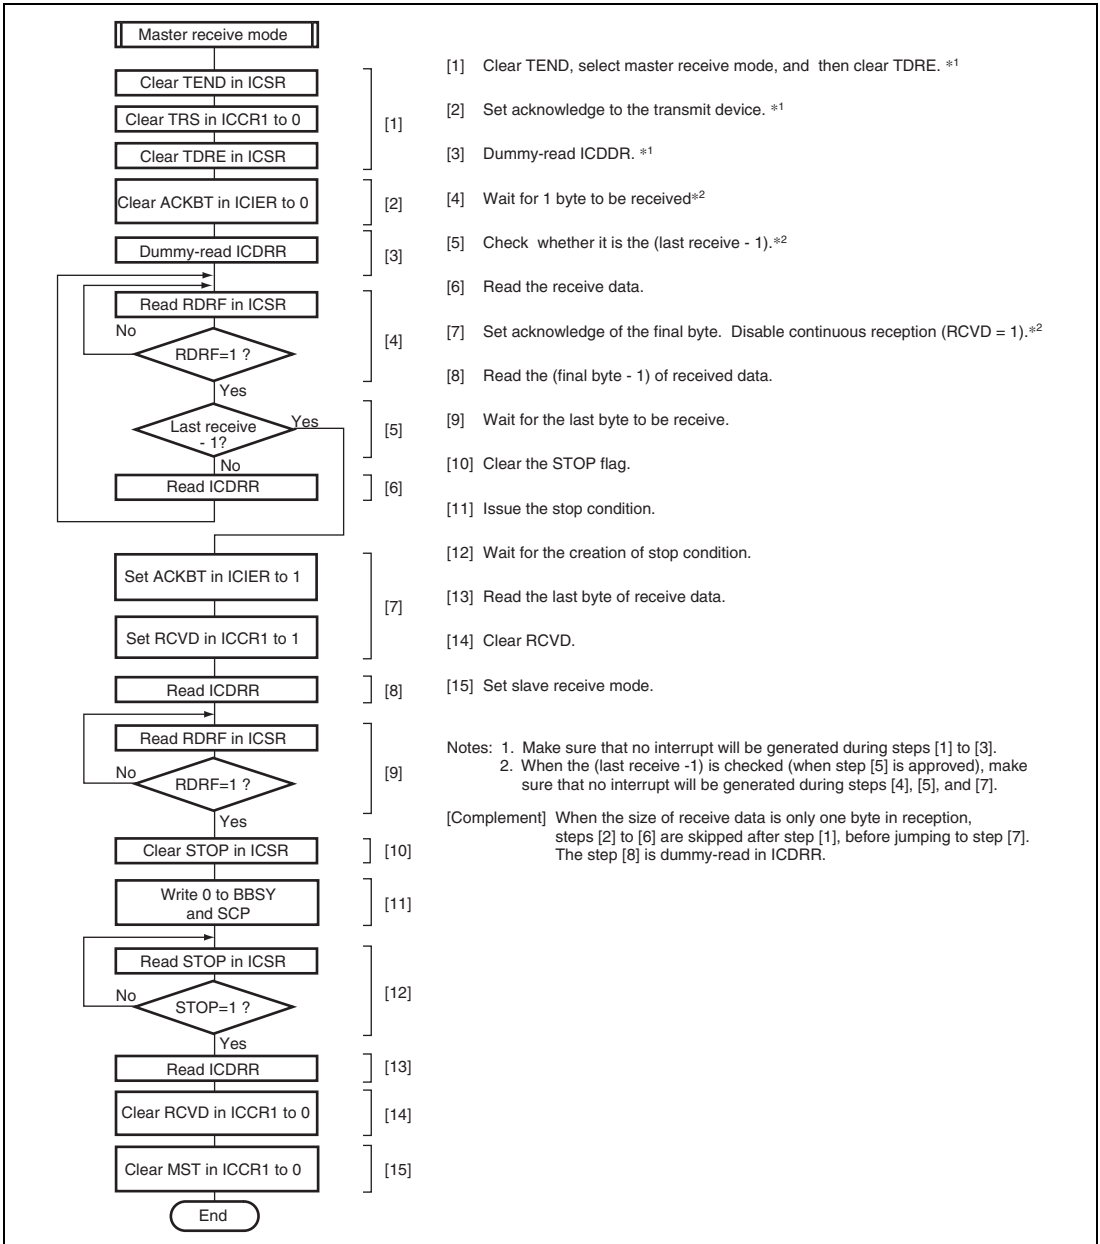 Master receive mode
Clear TEND in ICSR
Clear TRS in ICCR1 to 0
Clear TDRE in ICSR
[1]
Clear ACKBT in ICIER to 0
[2]
Dummy-read ICDRR
[3]
Read RDRF in ICSR
No
RDRF=1 ?
[4]
Yes
Last receive
- 1?
Yes
[5]
No
Read ICDRR
[6]
Set ACKBT in ICIER to 1
Set RCVD in ICCR1 to 1
[7]
Read ICDRR
[8]
Read RDRF in ICSR
No
RDRF=1 ?
[9]
Yes
Clear STOP in ICSR
[10]
Write 0 to BBSY
and SCP
[11]
Read STOP in ICSR
No
STOP=1 ?
[12]
Yes
Read ICDRR
[13]
Clear RCVD in ICCR1 to 0
[14]
Clear MST in ICCR1 to 0
[15]
End
[1] Clear TEND, select master receive mode, and then clear TDRE. *1
[2] Set acknowledge to the transmit device. *1
[3] Dummy-read ICDDR. *1
[4] Wait for 1 byte to be received*2
[5] Check whether it is the (last receive - 1).*2
[6] Read the receive data.
[7] Set acknowledge of the final byte. Disable continuous reception (RCVD = 1).*2
[8] Read the (final byte - 1) of received data.
[9] Wait for the last byte to be receive.
[10] Clear the STOP flag.
[11] Issue the stop condition.
[12] Wait for the creation of stop condition.
[13] Read the last byte of receive data.
[14] Clear RCVD.
[15] Set slave receive mode.
Notes: 1. Make sure that no interrupt will be generated during steps [1] to [3].
2. When the (last receive -1) is checked (when step [5] is approved), make
sure that no interrupt will be generated during steps [4], [5], and [7].
[Complement] When the size of receive data is only one byte in reception,
steps [2] to [6] are skipped after step [1], before jumping to step [7].
The step [8] is dummy-read in ICDRR.